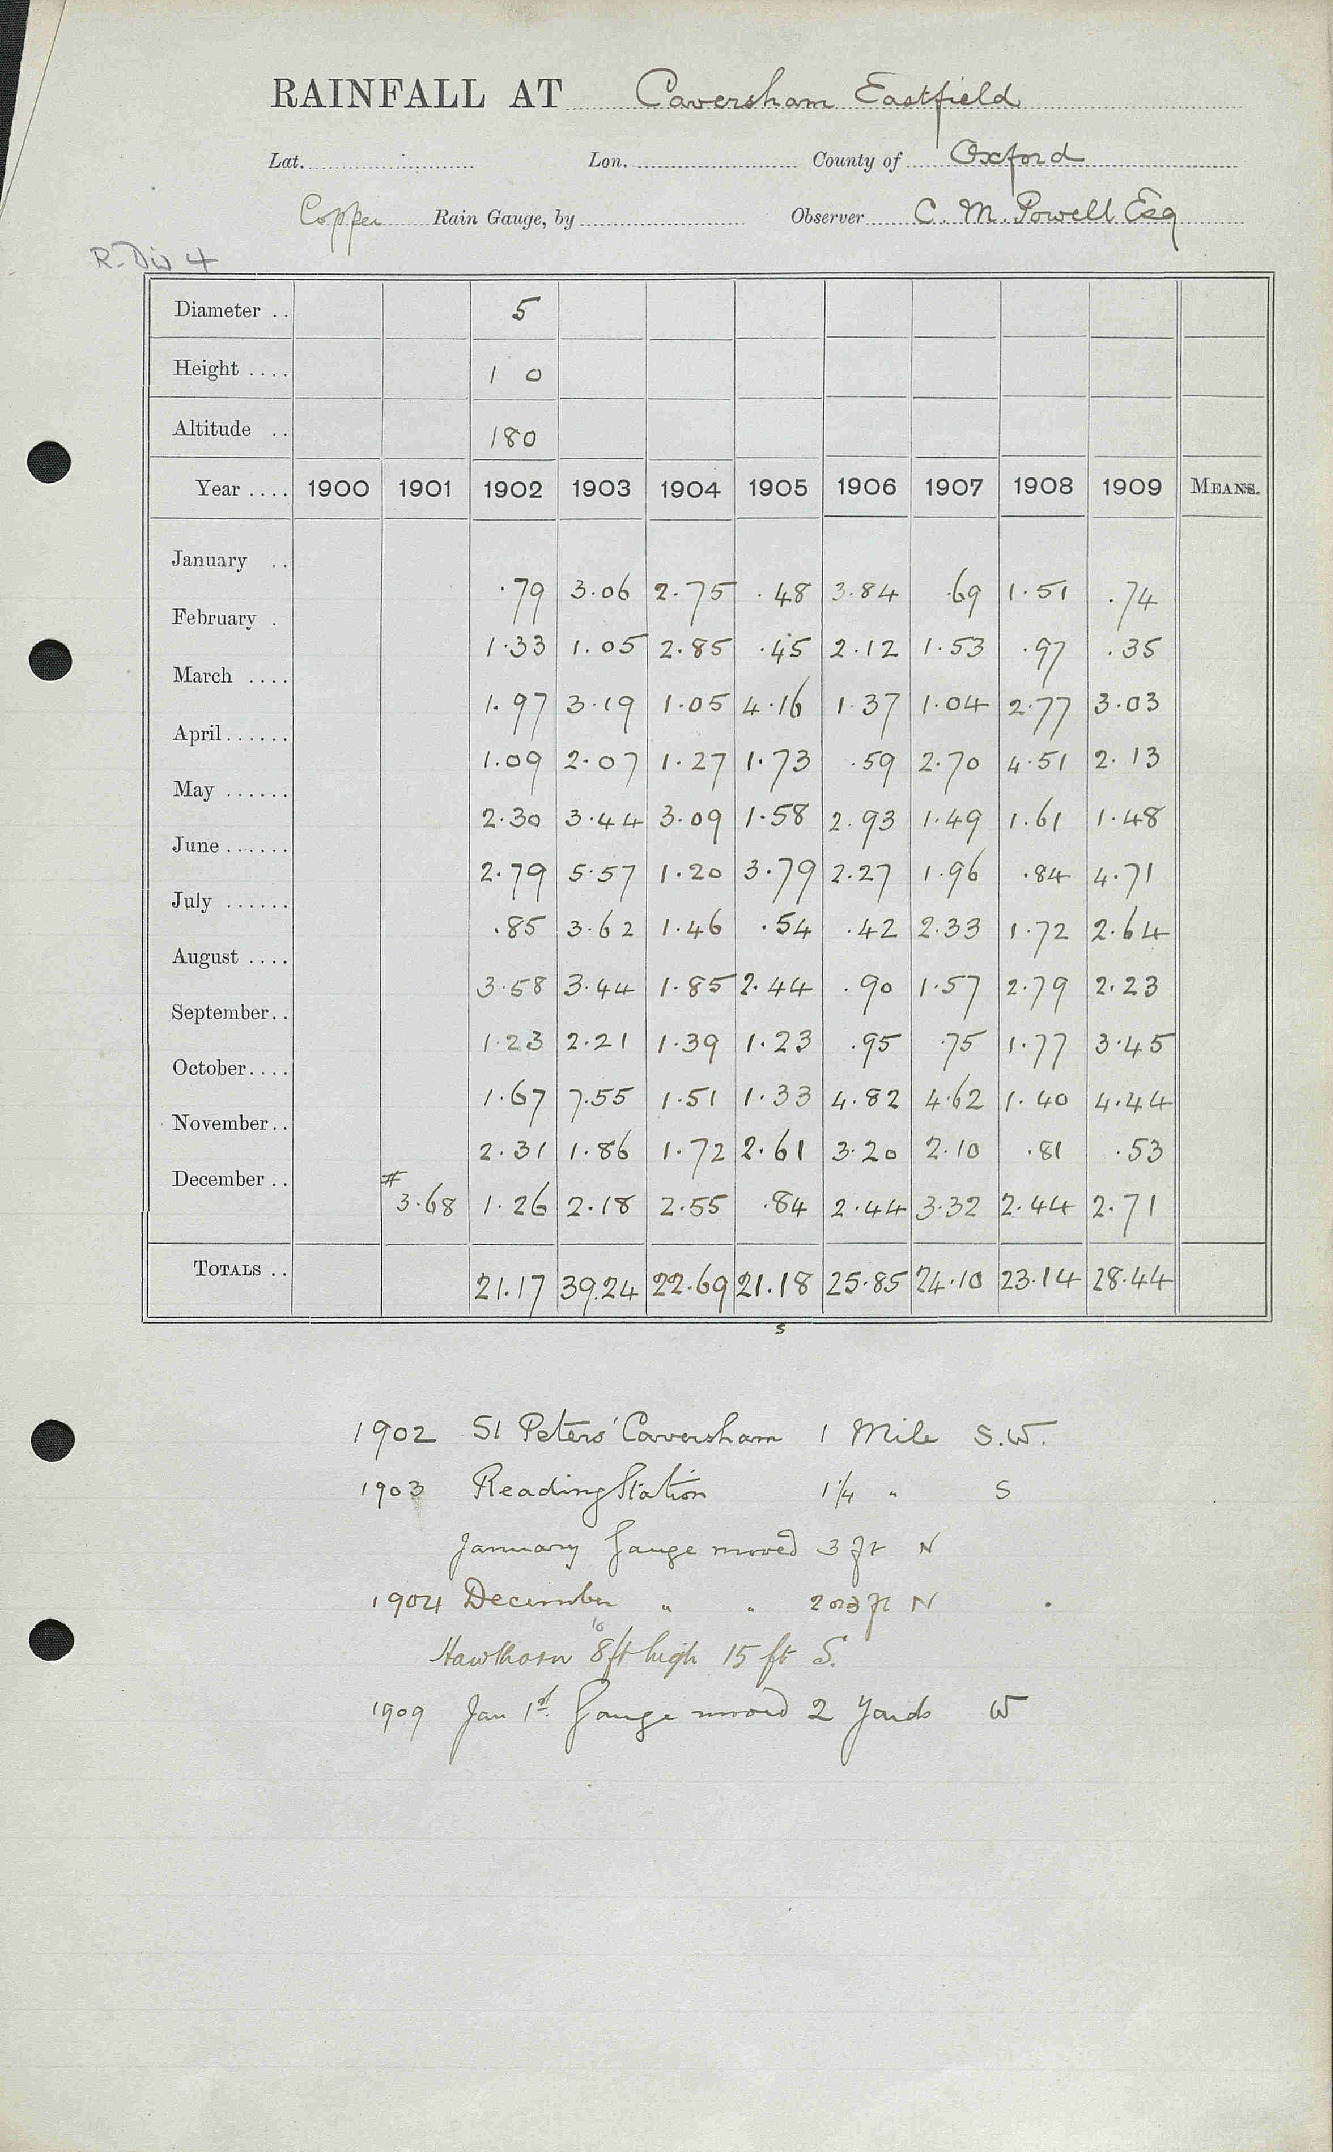 RAINFALL AT Caversham Eastfield
Lat. Lon. County of Oxford
Copper Rain Gauge, by Observer C. M. Powell Esq
R. Div 4
Diameter .. 5
Height .... 1 0
Altitude .. 180
Year .... 1900 1901 1902 1903 1904 1905 1906 1907 1908 1909 MEANS.
January .. .79 3.06 2.75 .48 3.84 .69 1.51 .74
February . 1.33 1.05 2.85 .45 2.12 1.53 .97 .35
March .... 1.97 3.19 1.05 4.16 1.37 1.04 2.77 3.03
April ...... 1.09 2.07 1.27 1.73 .59 2.70 4.51 2.13
May ...... 2.30 3.44 3.09 1.58 2.93 1.49 1.61 1.48
June ...... 2.79 5.57 1.20 3.79 2.27 1.96 .84 4.71
July ...... .85 3.62 1.46 .54 .42 2.33 1.72 2.64
August .... 3.58 3.44 1.85 2.44 .90 1.57 2.79 2.23
September.. 1.23 2.21 1.39 1.23 .95 .75 1.77 3.45
October.... 1.67 7.55 1.51 1.33 4.82 4.62 1.40 4.44
November.. 2.31 1.86 1.72 2.61 3.20 2.10 .81 .53
December .. # 3.68 1.26 2.18 2.55 .84 2.44 3.32 2.44 2.71
TOTALS .. 21.17 39.24 22.69 21.18 25.85 24.10 23.14 28.44
s
1902 St Peters' Caversham 1 Mile S.W.
1903 Reading Station 1¼ " S
January Gauge moved 3 ft N
1904 December " " 2 or 3 ft N
10
Hawthorn 8ft high 15 ft S.
1909 Jan 1st. Gauge moved 2 Yards W